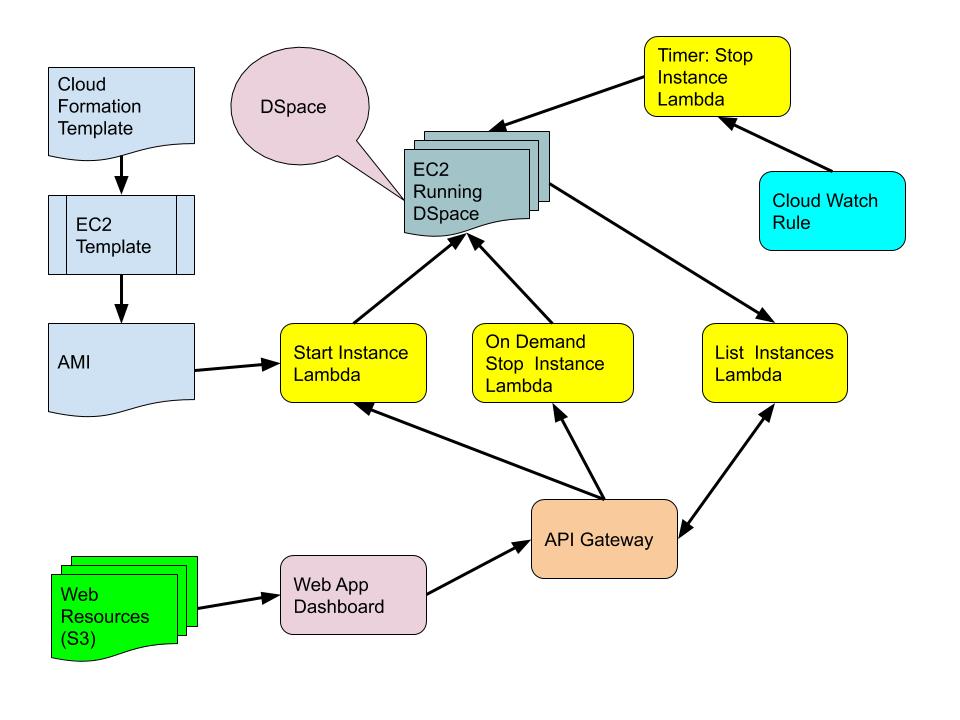 Cloud
Formation
Template
DSpace
Timer: Stop
Instance
Lambda
EC2
Running
DSpace
Cloud Watch
Rule
EC2
Template
AMI
Start Instance
Lambda
On Demand
Stop  Instance
Lambda
List  Instances
Lambda
API Gateway
Web
Resources
(S3)
Web App
Dashboard